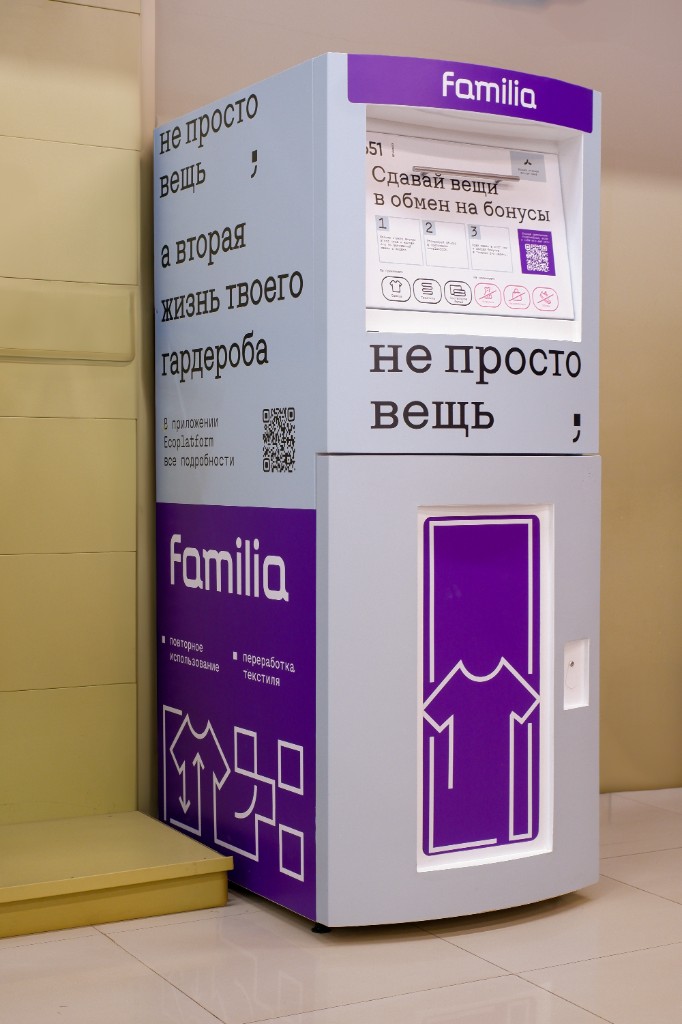 не просто
вещь ;
а вторая
жизнь твоего
гардероба
В приложении
Ecoplatform
все подробности
familia
повторное
использование
переработка
текстиля
familia
651
Сдавай вещи
в обмен на бонусы
1
2
3
не просто
вещь ;